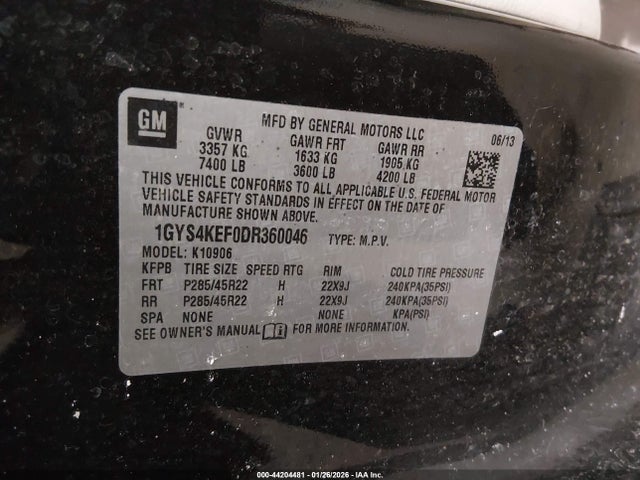 GM
MFD BY GENERAL MOTORS LLC
06/13
GVWR GAWR FRT GAWR RR
3357 KG 1633 KG 1905 KG
7400 LB 3600 LB 4200 LB
THIS VEHICLE CONFORMS TO ALL APPLICABLE U.S. FEDERAL MOTOR
VEHICLE SAFETY STANDARDS IN EFFECT ON THE DATE OF
MANUFACTURE SHOWN ABOVE.
1GYS4KEF0DR360046 TYPE: M.P.V.
MODEL: K10906
KFPB TIRE SIZE SPEED RTG RIM COLD TIRE PRESSURE
FRT P285/45R22 H 22X9J 240KPA(35PSI)
RR P285/45R22 H 22X9J 240KPA(35PSI)
SPA NONE NONE KPA(PSI)
SEE OWNER'S MANUAL FOR MORE INFORMATION.
000-44204481 - 01/26/2026 - IAA Inc.